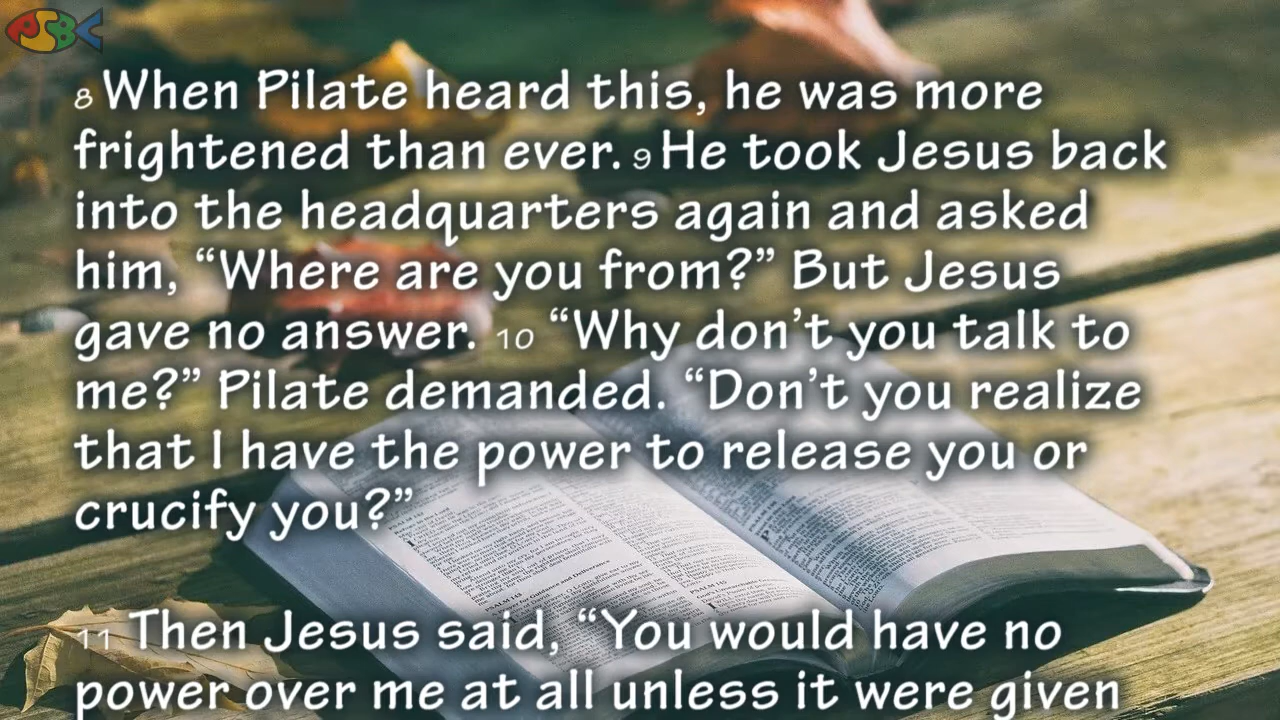 PSBC
8 When Pilate heard this, he was more
frightened than ever. 9 He took Jesus back
into the headquarters again and asked
him, “Where are you from?” But Jesus
gave no answer. 10 “Why don’t you talk to
me?” Pilate demanded. “Don’t you realize
that I have the power to release you or
crucify you?”
11 Then Jesus said, “You would have no
power over me at all unless it were given